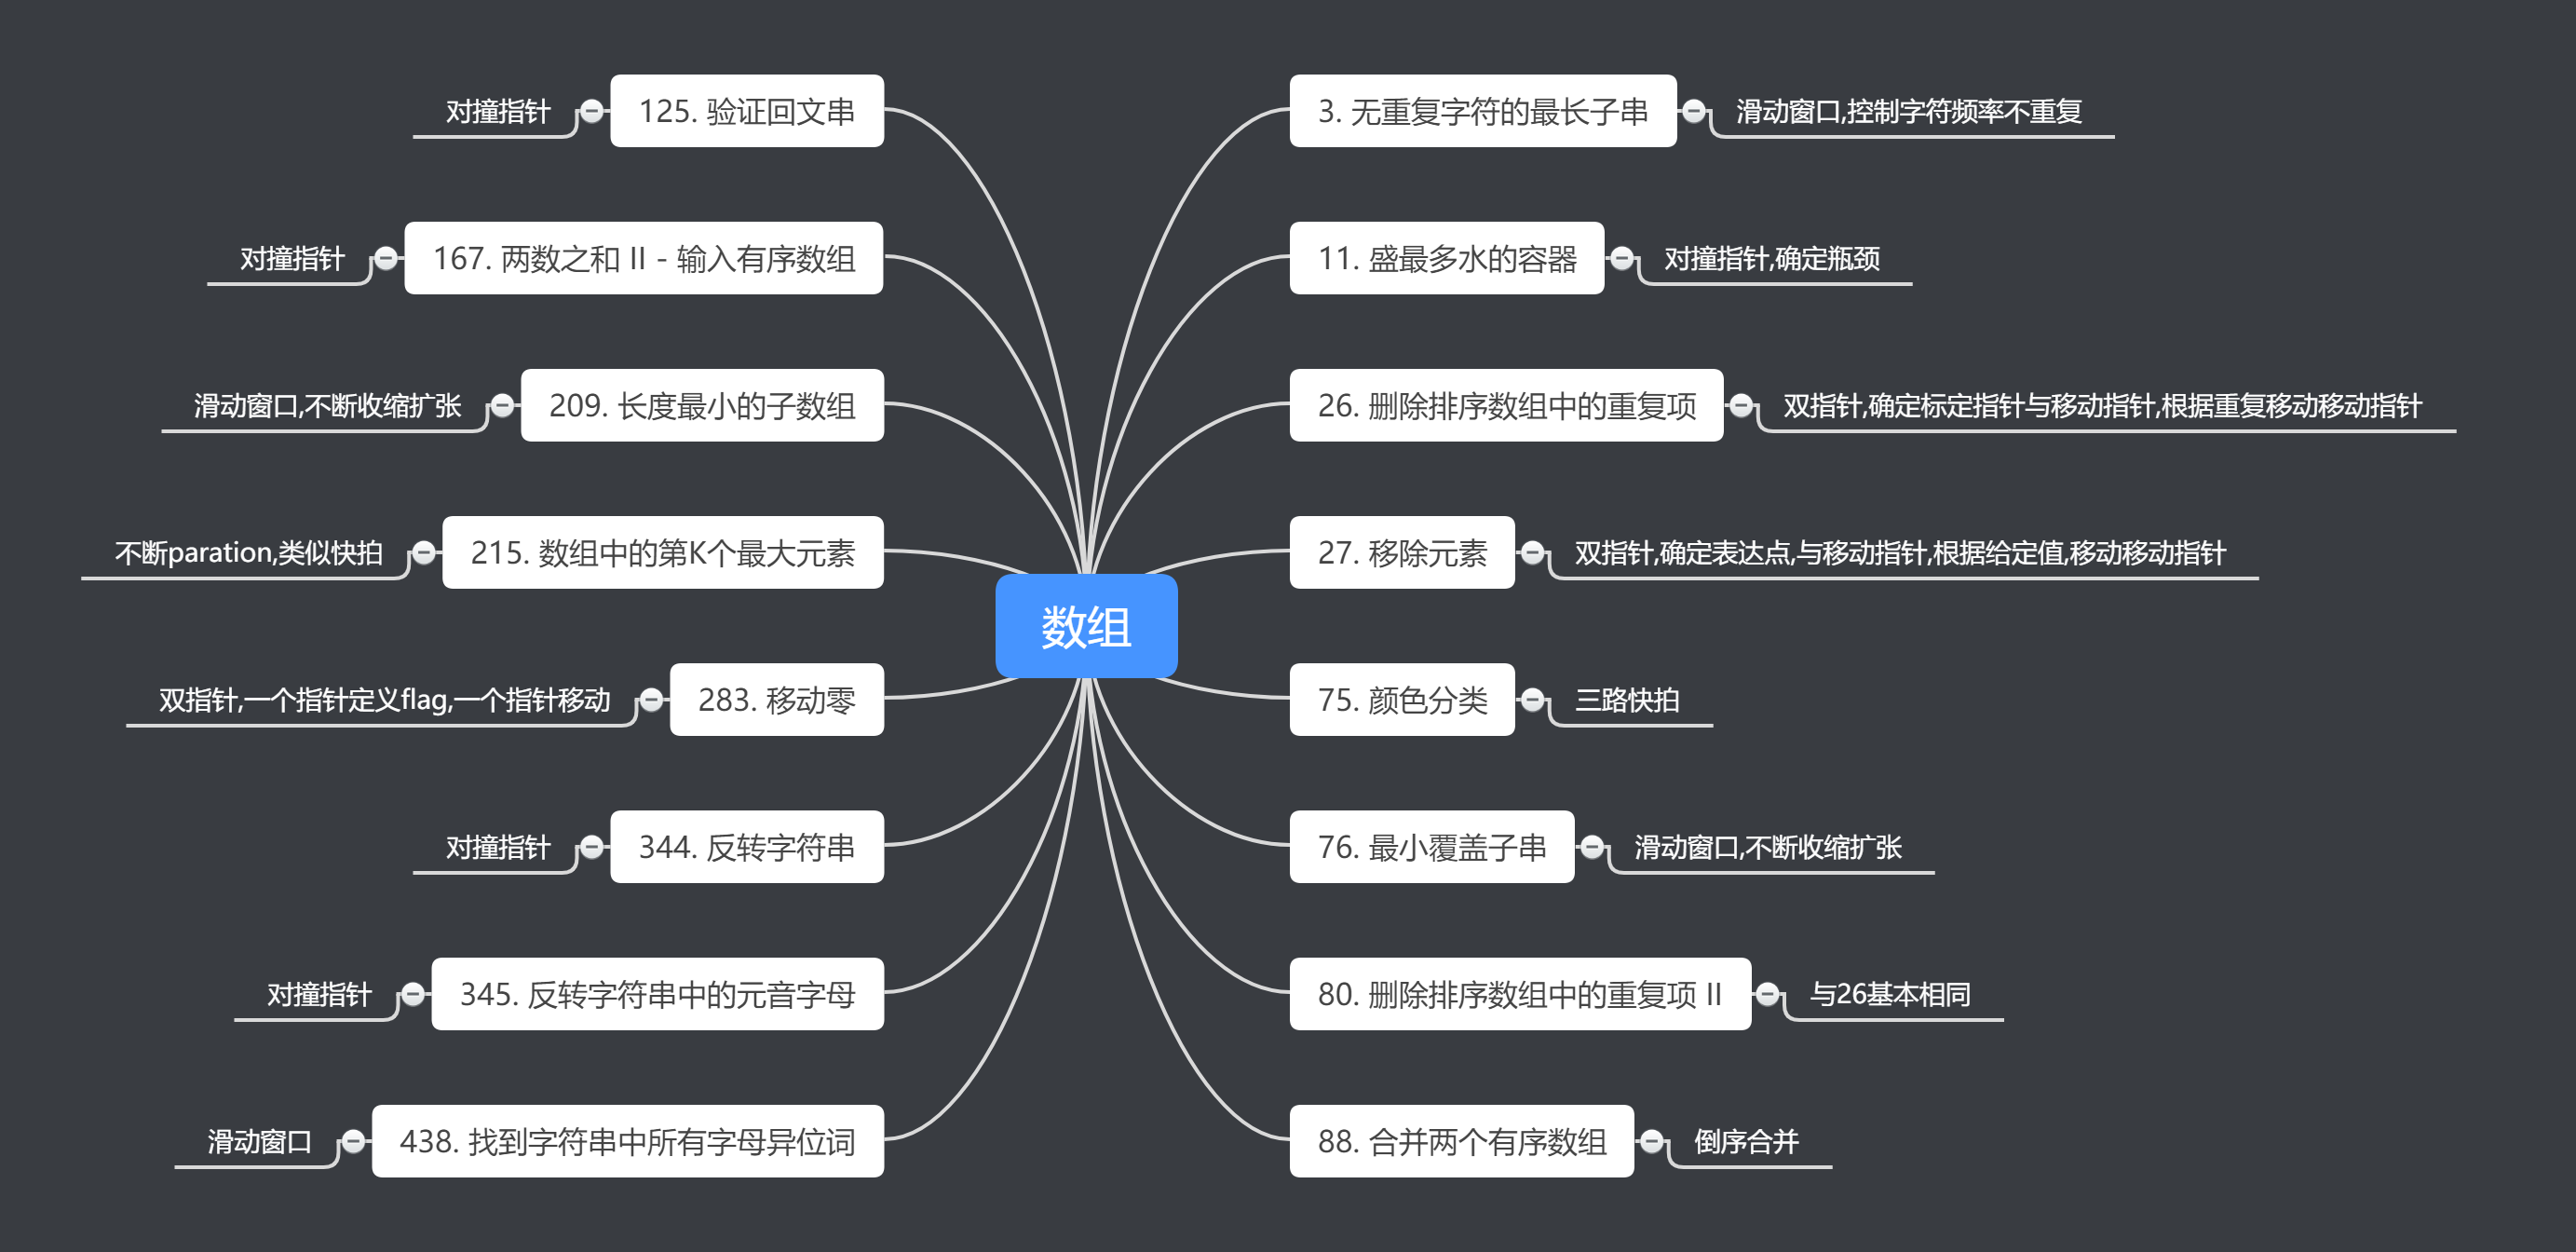 数组
3. 无重复字符的最长子串
滑动窗口,控制字符频率不重复
11. 盛最多水的容器
对撞指针,确定瓶颈
26. 删除排序数组中的重复项
双指针,确定标定指针与移动指针,根据重复移动移动指针
27. 移除元素
双指针,确定表达点,与移动指针,根据给定值,移动移动指针
75. 颜色分类
三路快拍
76. 最小覆盖子串
滑动窗口,不断收缩扩张
80. 删除排序数组中的重复项 II
与26基本相同
88. 合并两个有序数组
倒序合并
125. 验证回文串
对撞指针
167. 两数之和 II - 输入有序数组
对撞指针
209. 长度最小的子数组
滑动窗口,不断收缩扩张
215. 数组中的第K个最大元素
不断paration,类似快拍
283. 移动零
双指针,一个指针定义flag,一个指针移动
344. 反转字符串
对撞指针
345. 反转字符串中的元音字母
对撞指针
438. 找到字符串中所有字母异位词
滑动窗口